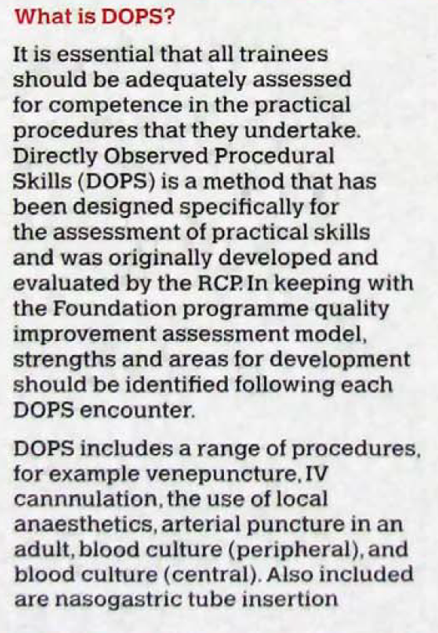 What is DOPS?
It is essential that all trainees
should be adequately assessed
for competence in the practical
procedures that they undertake.
Directly Observed Procedural
Skills (DOPS) is a method that has
been designed specifically for
the assessment of practical skills
and was originally developed and
evaluated by the RCP. In keeping with
the Foundation programme quality
improvement assessment model,
strengths and areas for development
should be identified following each
DOPS encounter.
DOPS includes a range of procedures,
for example venepuncture, IV
cannnulation, the use of local
anaesthetics, arterial puncture in an
adult, blood culture (peripheral), and
blood culture (central). Also included
are nasogastric tube insertion